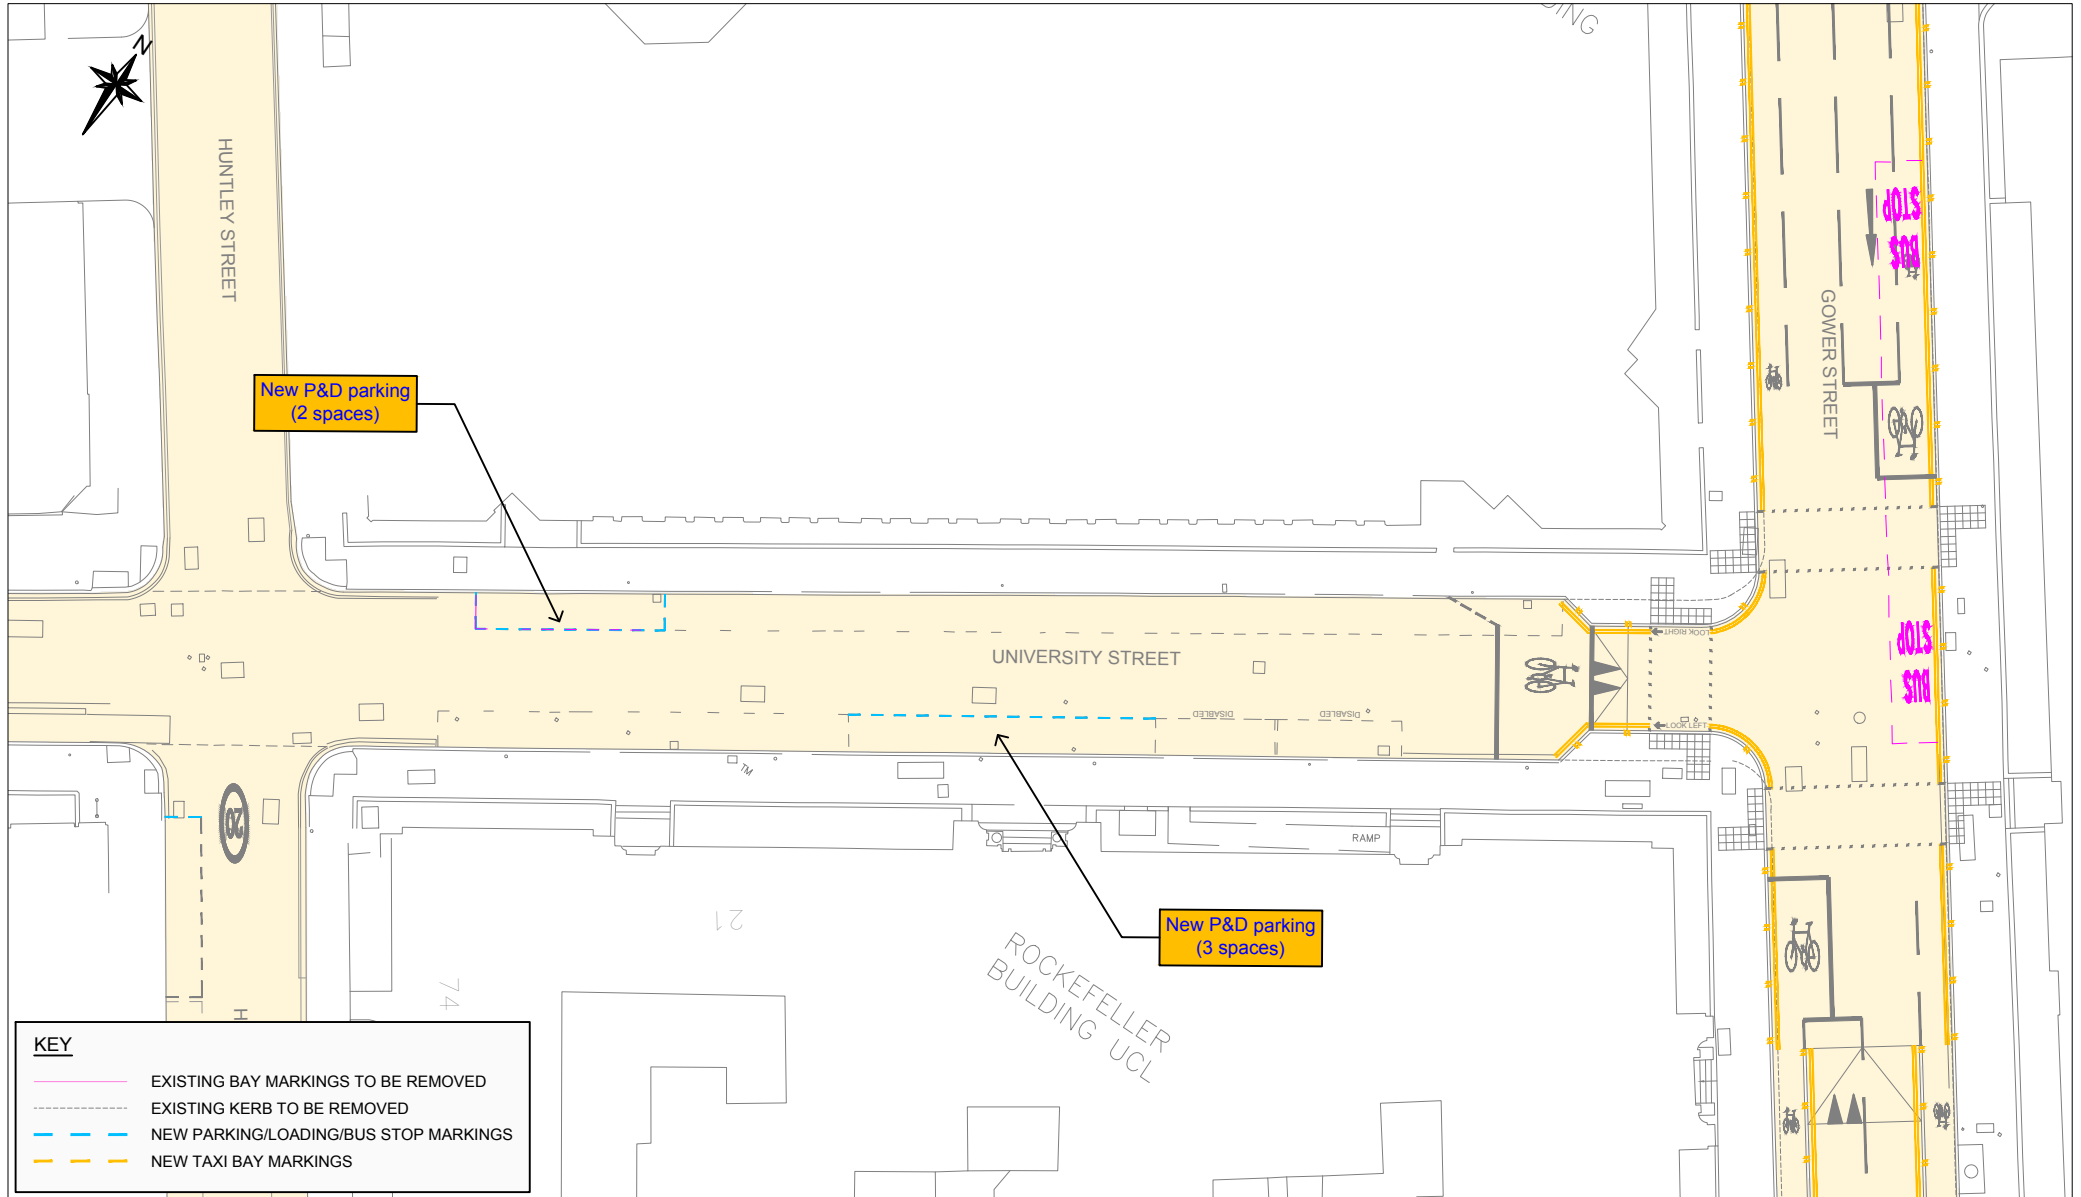 DING
N
HUNTLEY STREET
STOP
BUS
GOWER STREET
New P&D parking
(2 spaces)
UNIVERSITY STREET
LOOK RIGHT
STOP
BUS
DISABLED
DISABLED
LOOK LEFT
TM
20
RAMP
21
New P&D parking
(3 spaces)
ROCKEFELLER
BUILDING UCL
74
H
KEY
EXISTING BAY MARKINGS TO BE REMOVED
EXISTING KERB TO BE REMOVED
NEW PARKING/LOADING/BUS STOP MARKINGS
NEW TAXI BAY MARKINGS